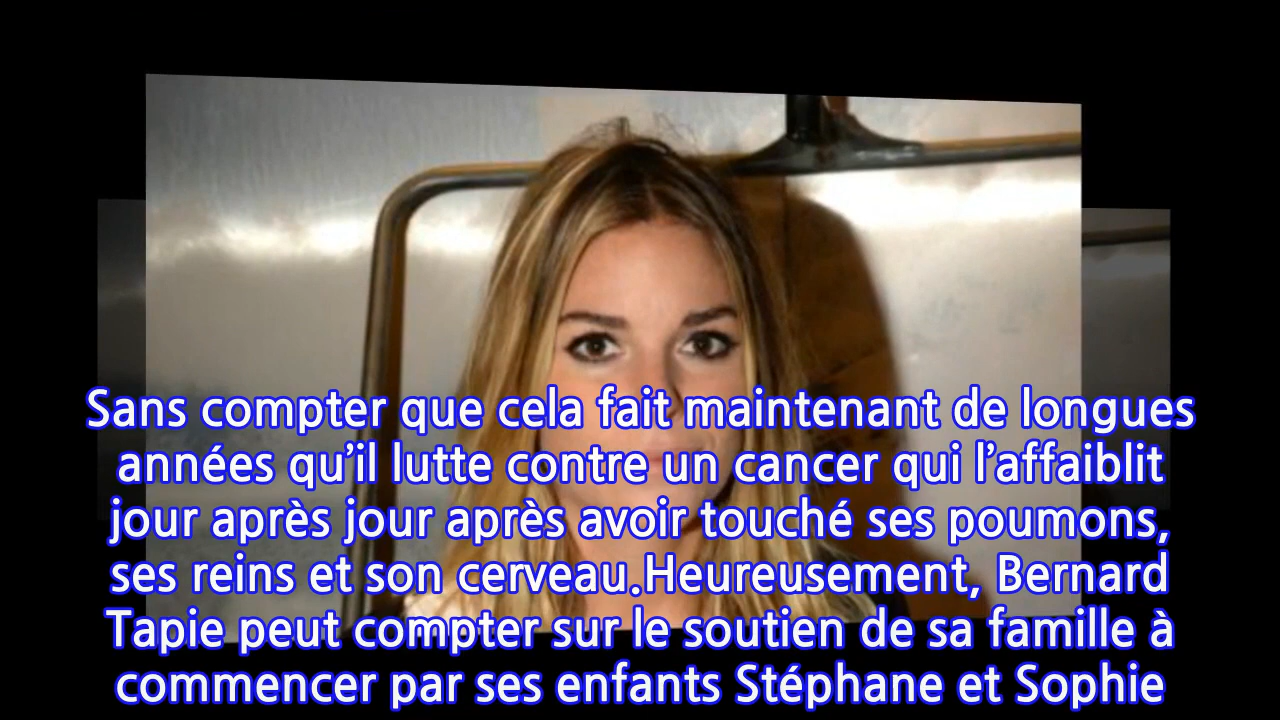 Sans compter que cela fait maintenant de longues
années qu’il lutte contre un cancer qui l’affaiblit
jour après jour après avoir touché ses poumons,
ses reins et son cerveau.Heureusement, Bernard
Tapie peut compter sur le soutien de sa famille à
commencer par ses enfants Stéphane et Sophie